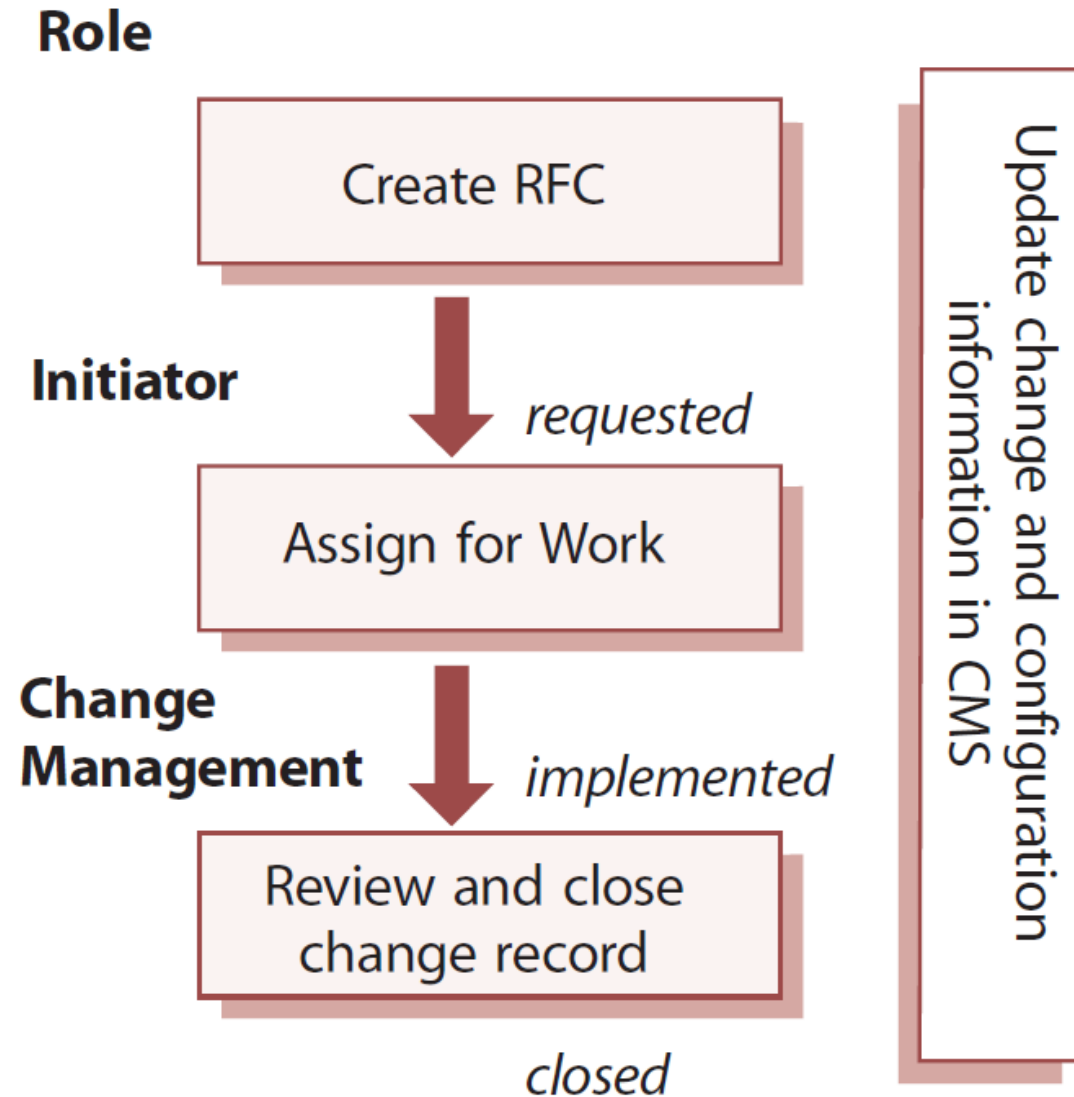 Role
Create RFC
Initiator
requested
Assign for Work
Change
Management
implemented
Review and close
change record
closed
Update change and configuration
information in CMS